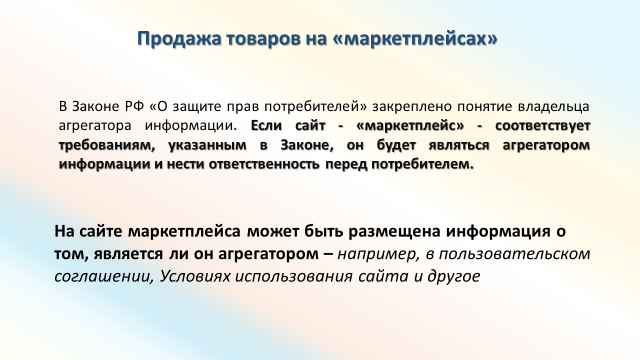 Продажа товаров на «маркетплейсах»
В Законе РФ «О защите прав потребителей» закреплено понятие владельца
агрегатора информации. Если сайт - «маркетплейс» - соответствует
требованиям, указанным в Законе, он будет являться агрегатором
информации и нести ответственность перед потребителем.
На сайте маркетплейса может быть размещена информация о
том, является ли он агрегатором – например, в пользовательском
соглашении, Условиях использования сайта и другое